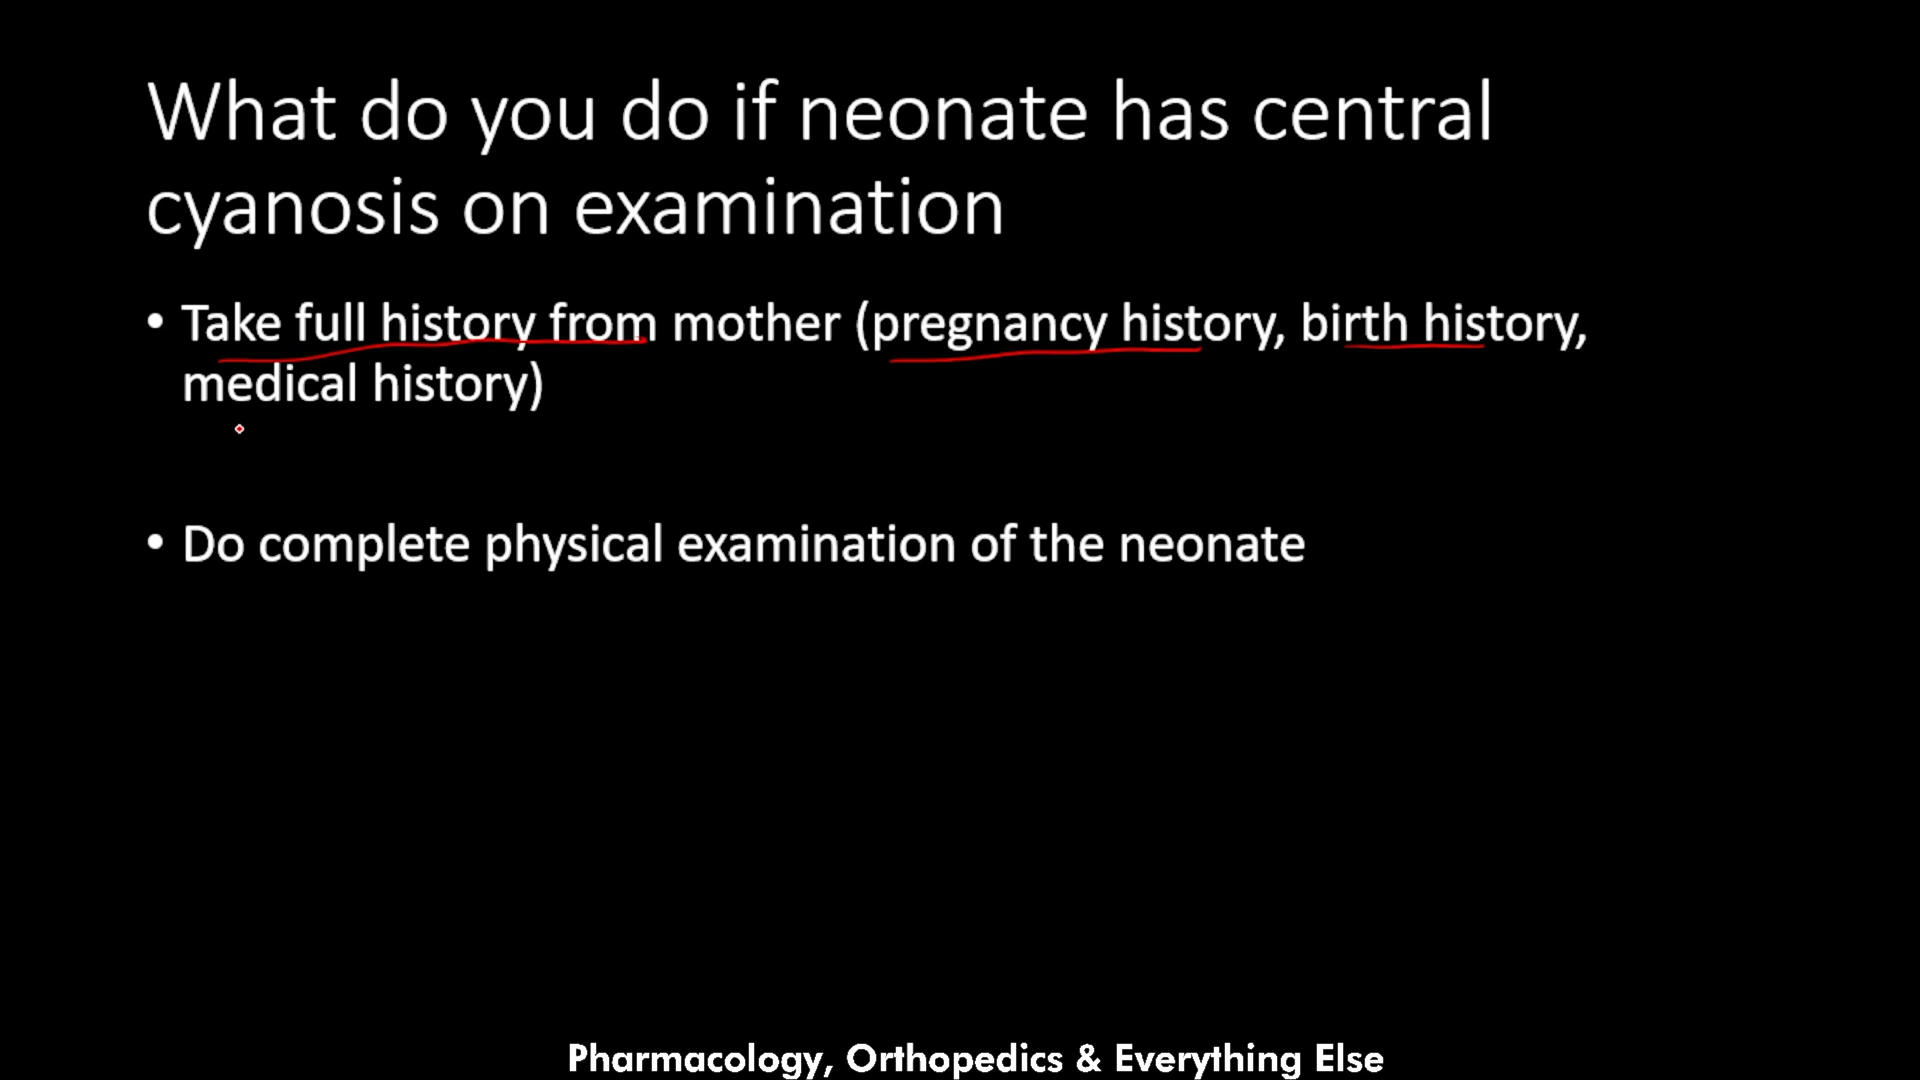 What do you do if neonate has central
cyanosis on examination
• Take full history from mother (pregnancy history, birth history,
medical history)
• Do complete physical examination of the neonate
Pharmacology, Orthopedics & Everything Else